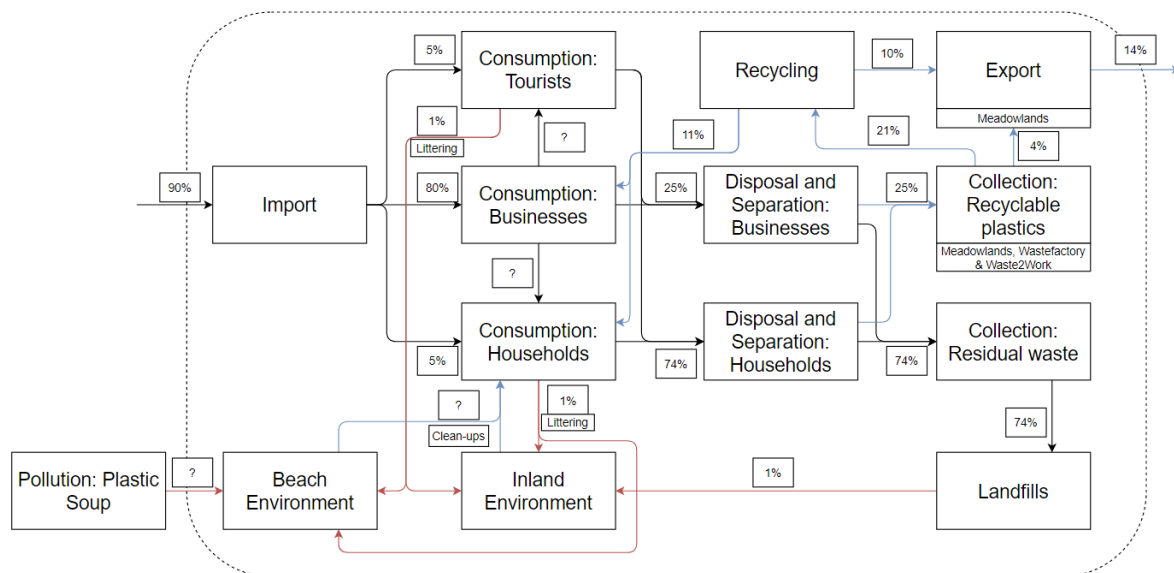 5%
Consumption:
Tourists
Recycling
10%
Export
14%
Meadowlands
1%
Littering
?
11%
21%
4%
90%
Import
80%
Consumption:
Businesses
25%
Disposal and
Separation:
Businesses
25%
Collection:
Recyclable
plastics
Meadowlands, Wastefactory
& Waste2Work
?
5%
Consumption:
Households
74%
Disposal and
Separation:
Households
74%
Collection:
Residual waste
?
Clean-ups
1%
Littering
74%
Pollution: Plastic
Soup
?
Beach
Environment
Inland
Environment
1%
Landfills